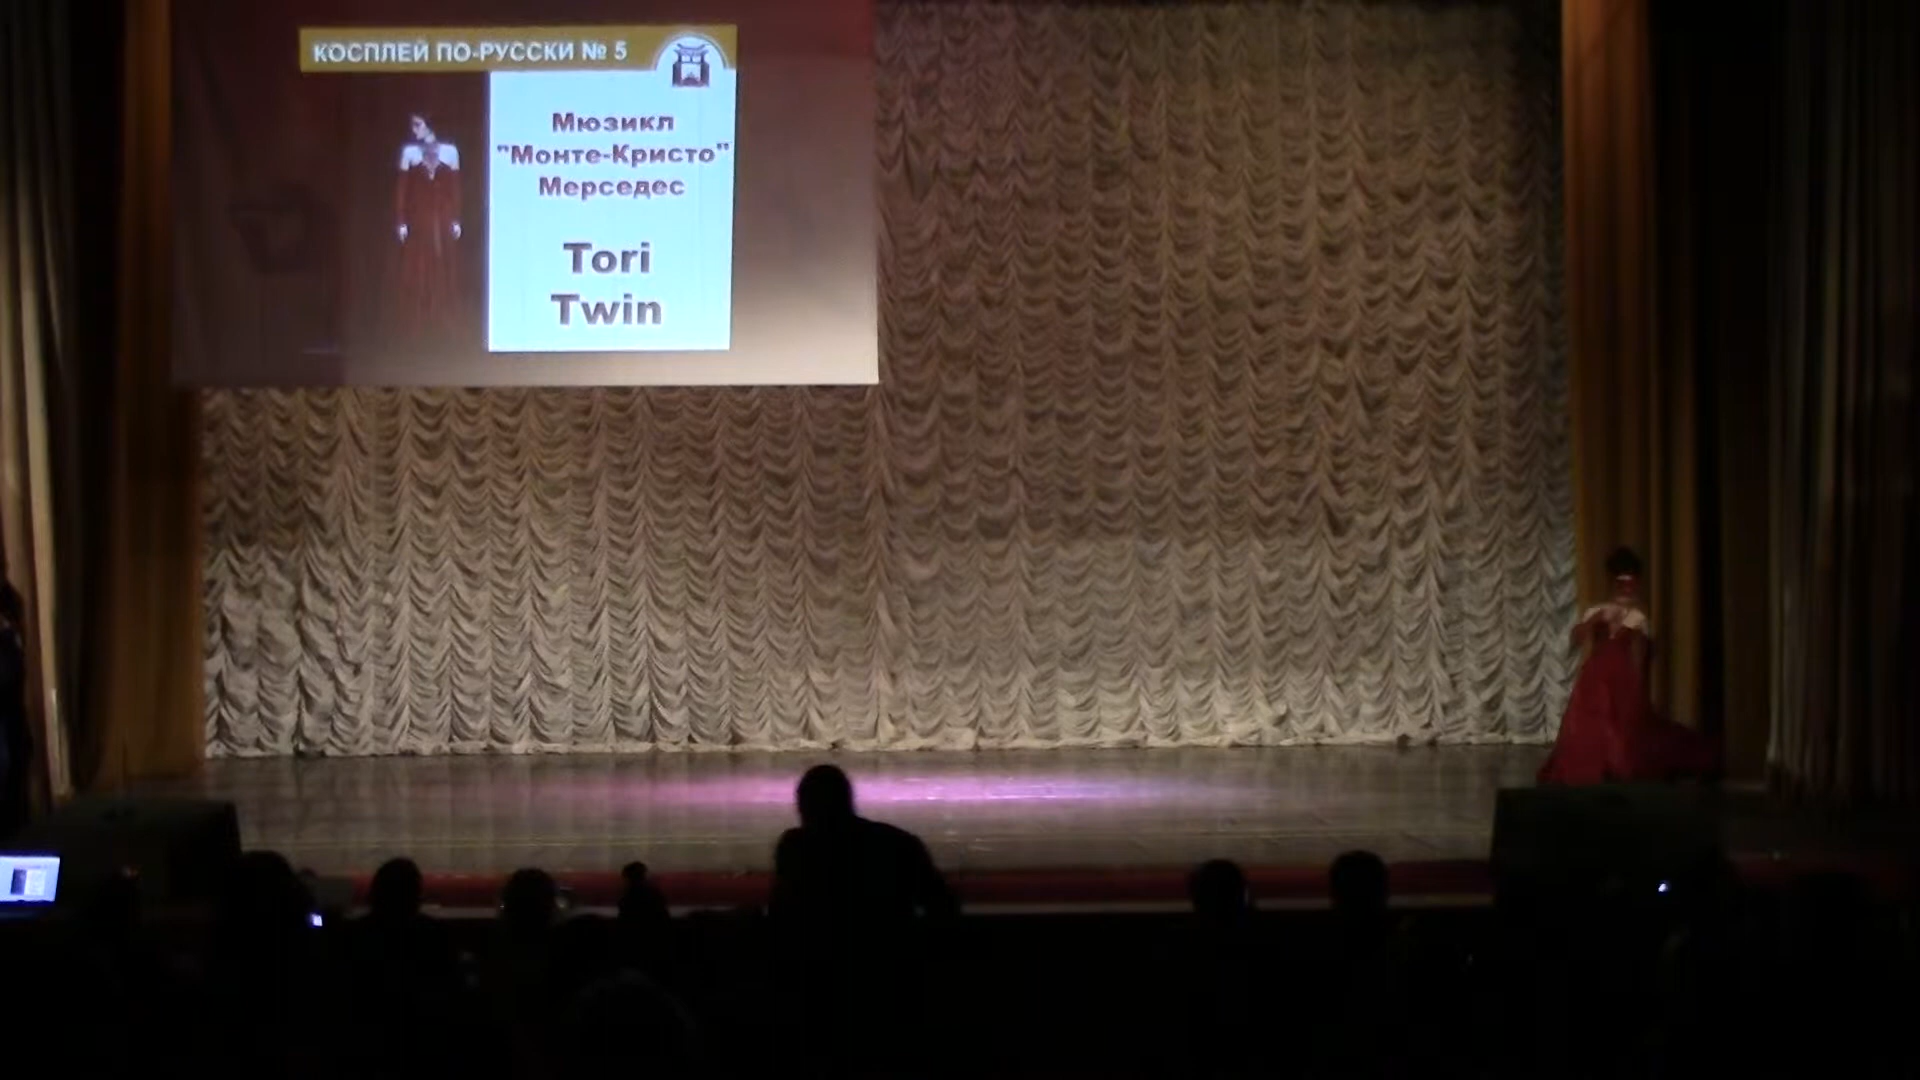 КОСПЛЕЙ ПО-РУССКИ № 5
Мюзикл
"Монте-Кристо"
Мерседес
Tori
Twin